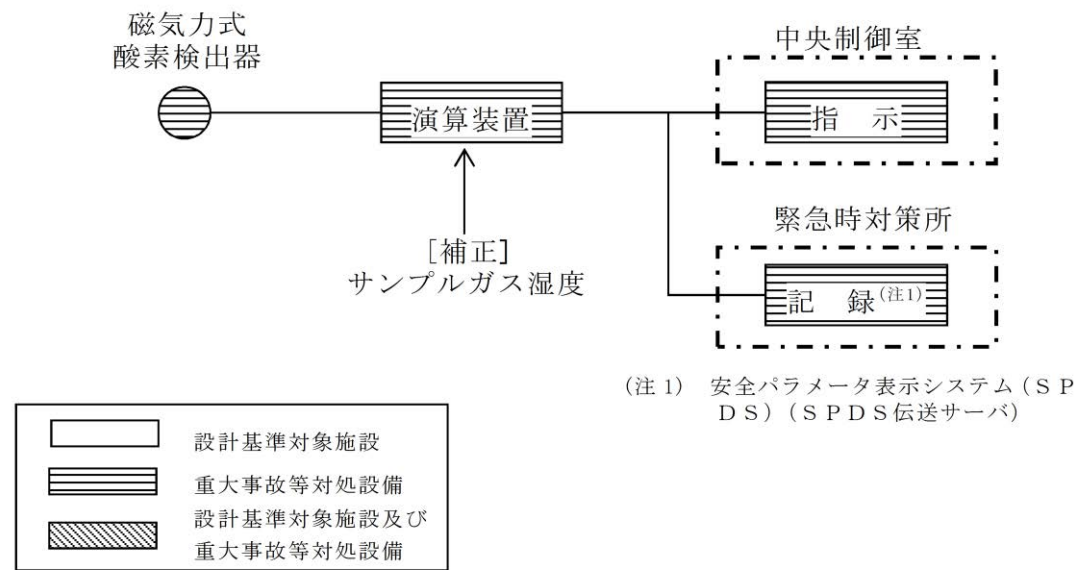 磁気力式
酸素検出器
演算装置
[補正]
サンプルガス湿度
中央制御室
指　示
緊急時対策所
記　録(注1)
(注 1)　安全パラメータ表示システム(ＳＰ
ＤＳ)(ＳＰＤＳ伝送サーバ)
設計基準対象施設
重大事故等対処設備
設計基準対象施設及び
重大事故等対処設備